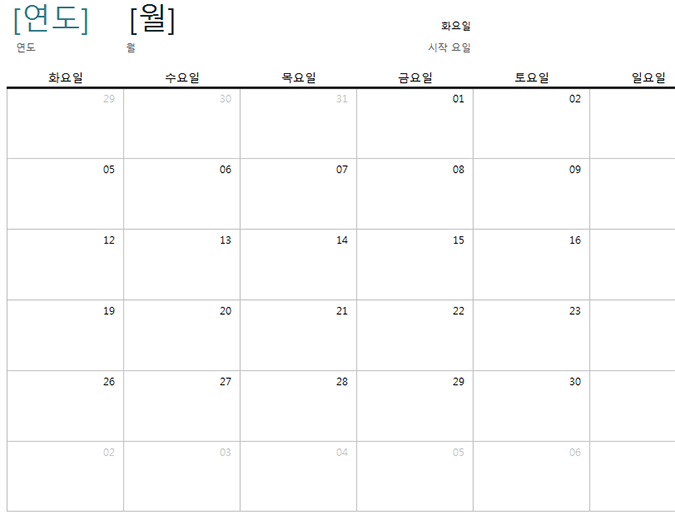 [연도] [월]
화요일
연도 월 시작 요일
화요일 수요일 목요일 금요일 토요일 일요일
29 30 31 01 02
05 06 07 08 09
12 13 14 15 16
19 20 21 22 23
26 27 28 29 30
02 03 04 05 06